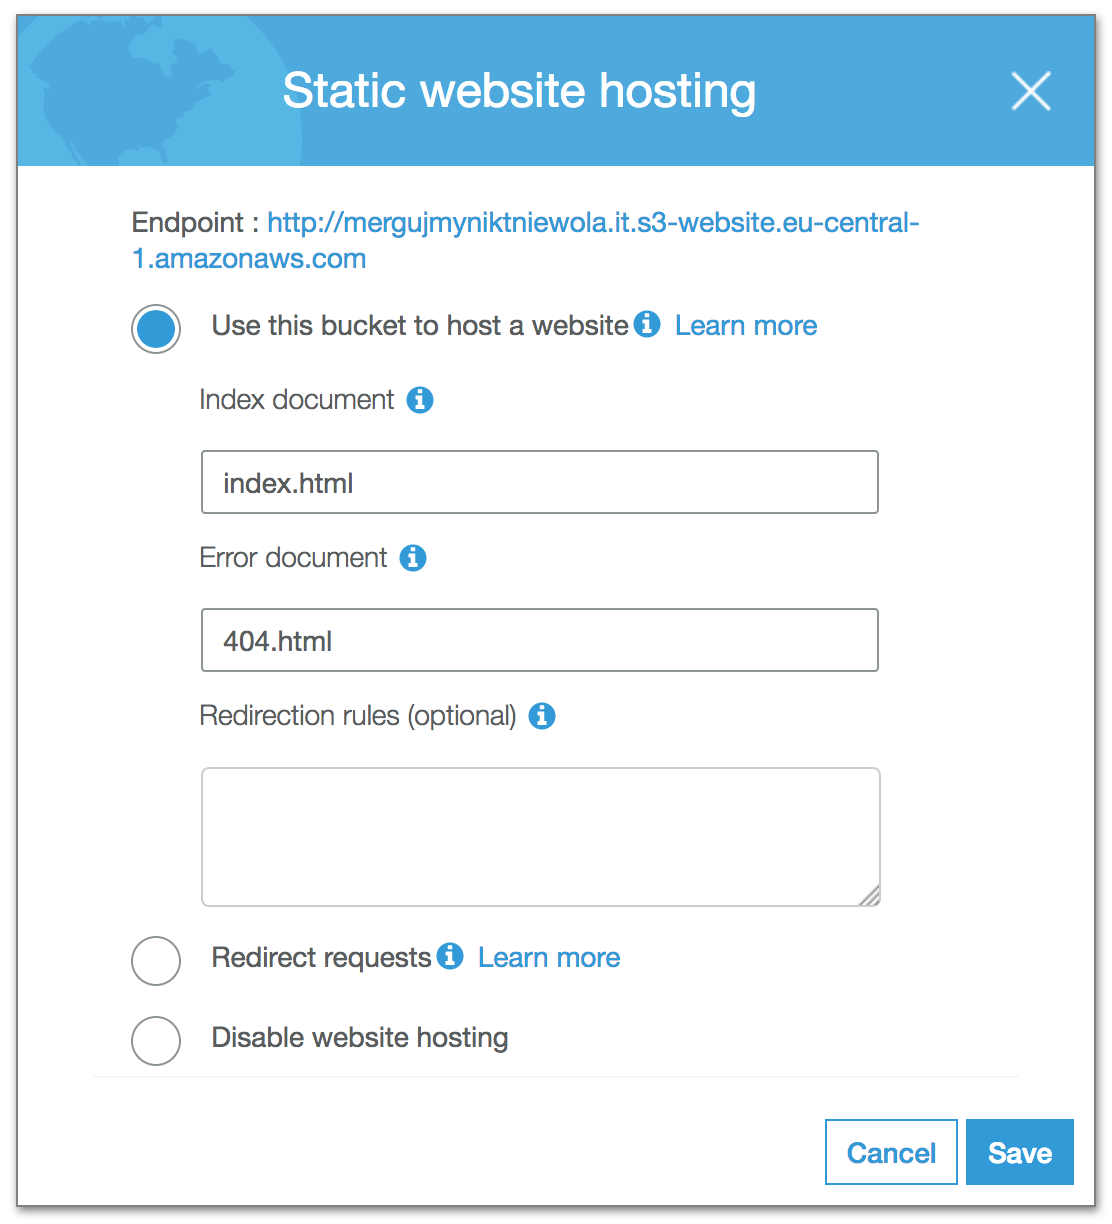 Static website hosting
Endpoint : http://mergujmyniktniewola.it.s3-website.eu-central-
1.amazonaws.com
Use this bucket to host a website Learn more
Index document
index.html
Error document
404.html
Redirection rules (optional)
Redirect requests Learn more
Disable website hosting
Cancel Save